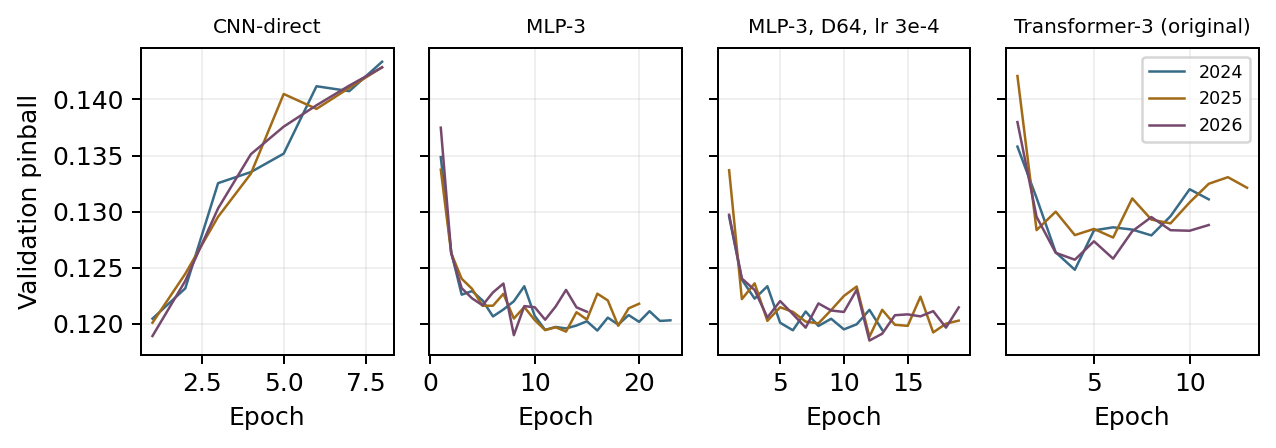 CNN-direct
MLP-3
MLP-3, D64, lr 3e-4
Transformer-3 (original)
Validation pinball
0.140
0.135
0.130
0.125
0.120
2024
2025
2026
2.5 5.0 7.5
0 10 20
5 10 15
5 10
Epoch
Epoch
Epoch
Epoch